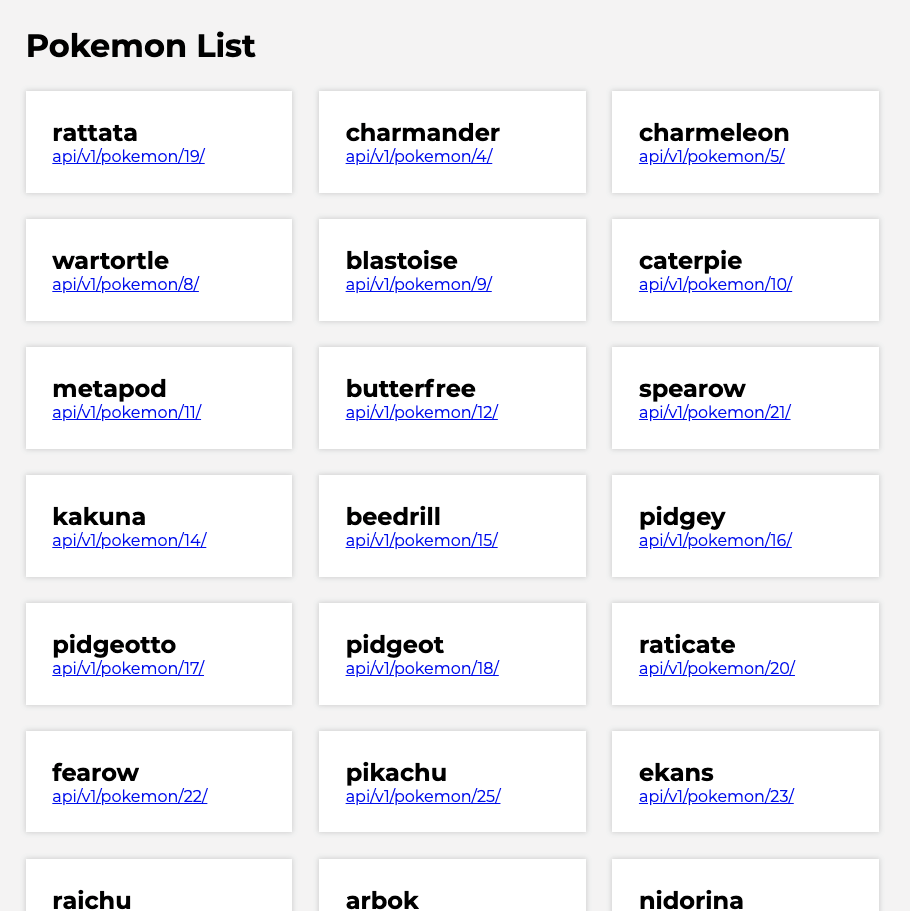 Pokemon List
rattata
api/v1/pokemon/19/
charmander
api/v1/pokemon/4/
charmeleon
api/v1/pokemon/5/
wartortle
api/v1/pokemon/8/
blastoise
api/v1/pokemon/9/
caterpie
api/v1/pokemon/10/
metapod
api/v1/pokemon/11/
butterfree
api/v1/pokemon/12/
spearow
api/v1/pokemon/21/
kakuna
api/v1/pokemon/14/
beedrill
api/v1/pokemon/15/
pidgey
api/v1/pokemon/16/
pidgeotto
api/v1/pokemon/17/
pidgeot
api/v1/pokemon/18/
raticate
api/v1/pokemon/20/
fearow
api/v1/pokemon/22/
pikachu
api/v1/pokemon/25/
ekans
api/v1/pokemon/23/
raichu
arbok
nidorina